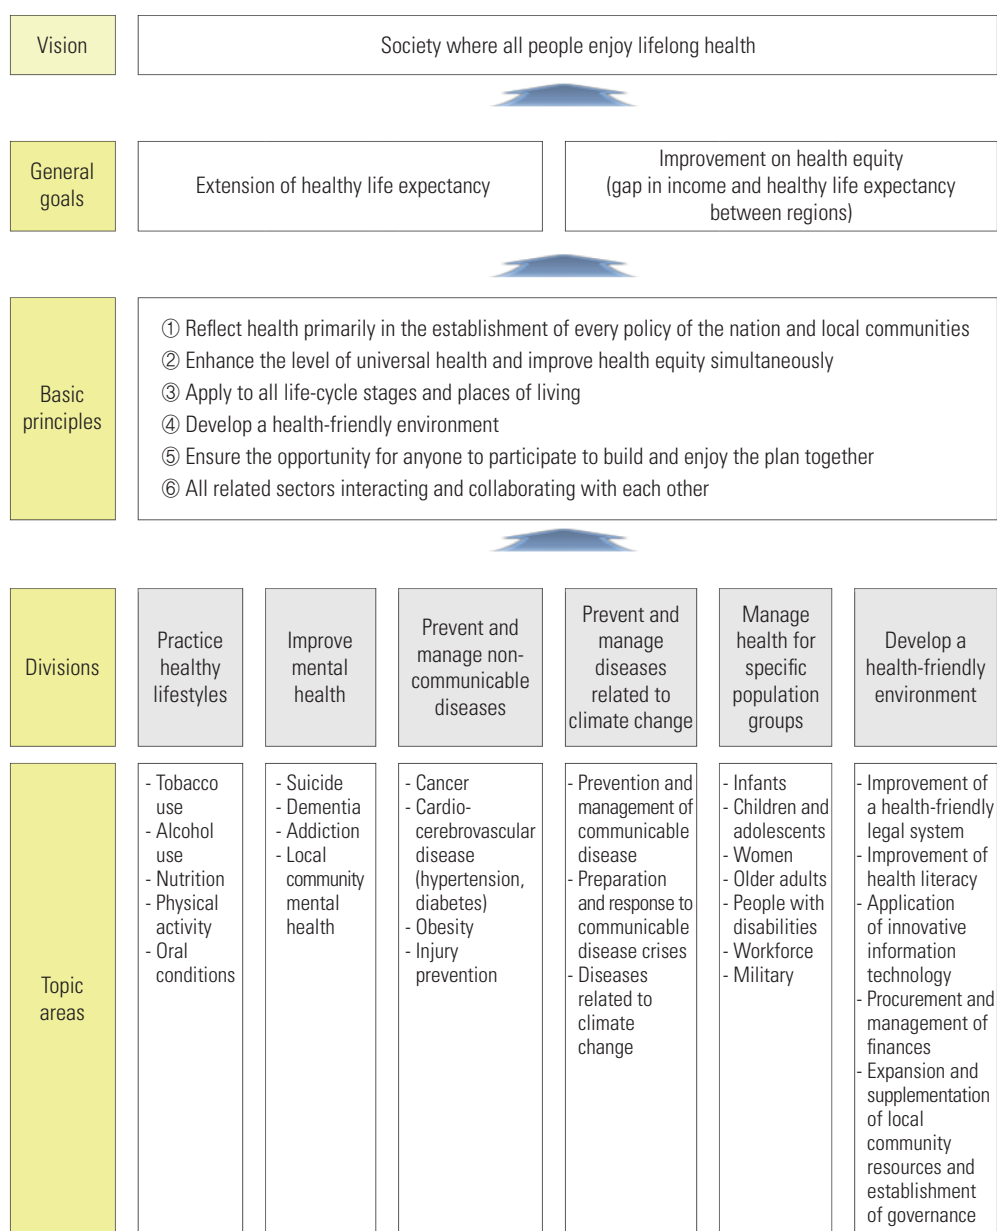 Vision
Society where all people enjoy lifelong health
General
goals
Extension of healthy life expectancy
Improvement on health equity
(gap in income and healthy life expectancy
between regions)
Basic
principles
① Reflect health primarily in the establishment of every policy of the nation and local communities
② Enhance the level of universal health and improve health equity simultaneously
③ Apply to all life-cycle stages and places of living
④ Develop a health-friendly environment
⑤ Ensure the opportunity for anyone to participate to build and enjoy the plan together
⑥ All related sectors interacting and collaborating with each other
Divisions
Practice
healthy
lifestyles
Improve
mental
health
Prevent and
manage non-
communicable
diseases
Prevent and
manage
diseases
related to
climate change
Manage
health for
specific
population
groups
Develop a
health-friendly
environment
Topic
areas
- Tobacco
use
- Alcohol
use
- Nutrition
- Physical
activity
- Oral
conditions
- Suicide
- Dementia
- Addiction
- Local
community
mental
health
- Cancer
- Cardio-
cerebrovascular
disease
(hypertension,
diabetes)
- Obesity
- Injury
prevention
- Prevention and
management of
communicable
disease
- Preparation
and response to
communicable
disease crises
- Diseases
related to
climate
change
- Infants
- Children and
adolescents
- Women
- Older adults
- People with
disabilities
- Workforce
- Military
- Improvement of
a health-friendly
legal system
- Improvement of
health literacy
- Application
of innovative
information
technology
- Procurement and
management of
finances
- Expansion and
supplementation
of local
community
resources and
establishment
of governance